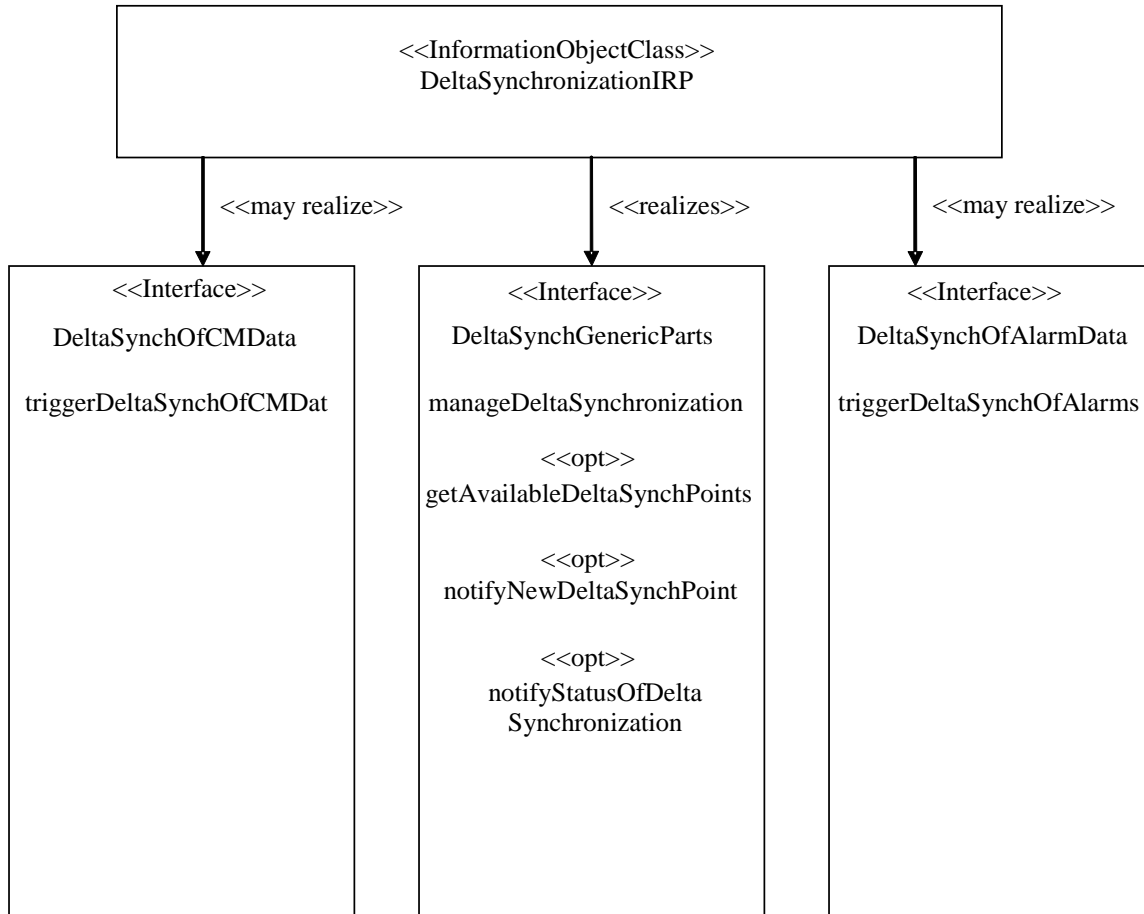 <<InformationObjectClass>>
DeltaSynchronizationIRP
<<may realize>>
<<realizes>>
<<may realize>>
<<Interface>>
DeltaSynchOfCMData
triggerDeltaSynchOfCMDat
<<Interface>>
DeltaSynchGenericParts
manageDeltaSynchronization
<<opt>>
getAvailableDeltaSynchPoints
<<opt>>
notifyNewDeltaSynchPoint
<<opt>>
notifyStatusOfDelta
Synchronization
<<Interface>>
DeltaSynchOfAlarmData
triggerDeltaSynchOfAlarms